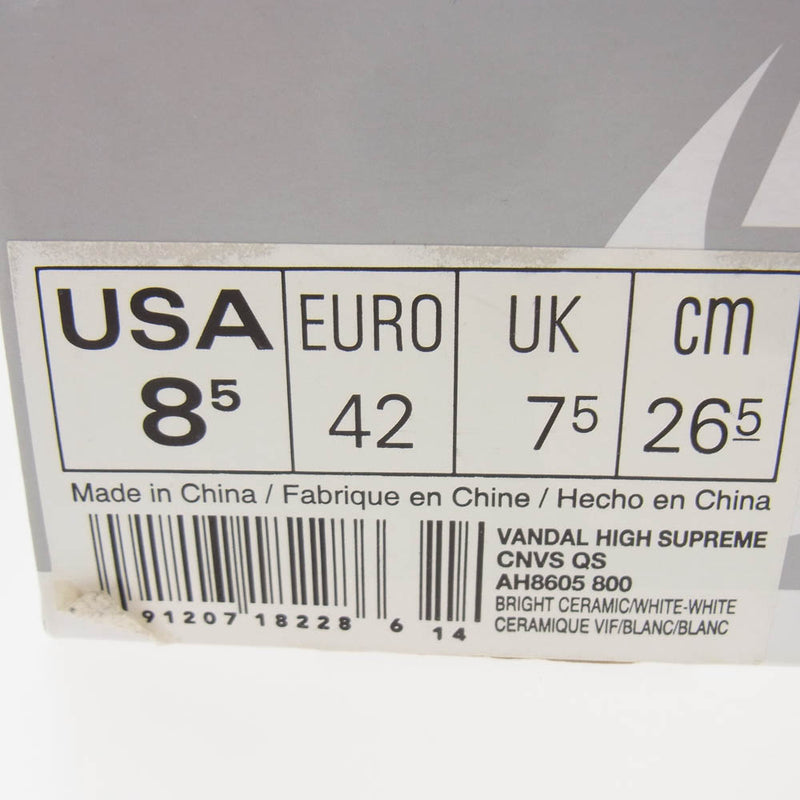 USA EURO UK cm
8⁵ 42 7⁵ 26⁵
Made in China / Fabrique en Chine / Hecho en China
VANDAL HIGH SUPREME
CNVS QS
AH8605 800
BRIGHT CERAMIC/WHITE-WHITE
CERAMIQUE VIF/BLANC/BLANC
91207 18228 6 14